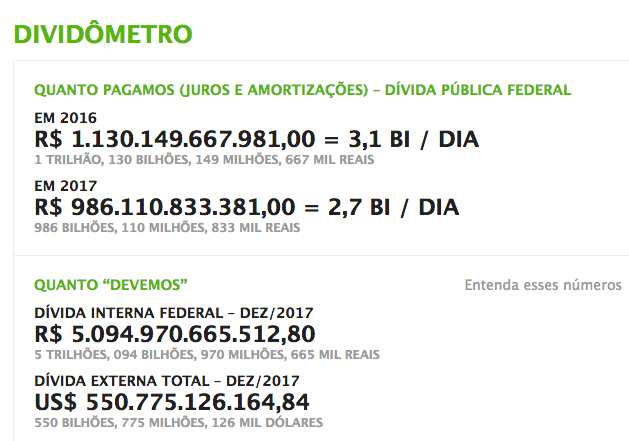 DIVIDÔMETRO
QUANTO PAGAMOS (JUROS E AMORTIZAÇÕES) – DÍVIDA PÚBLICA FEDERAL
EM 2016
R$ 1.130.149.667.981,00 = 3,1 BI / DIA
1 TRILHÃO, 130 BILHÕES, 149 MILHÕES, 667 MIL REAIS
EM 2017
R$ 986.110.833.381,00 = 2,7 BI / DIA
986 BILHÕES, 110 MILHÕES, 833 MIL REAIS
QUANTO “DEVEMOS”
Entenda esses números
DÍVIDA INTERNA FEDERAL – DEZ/2017
R$ 5.094.970.665.512,80
5 TRILHÕES, 094 BILHÕES, 970 MILHÕES, 665 MIL REAIS
DÍVIDA EXTERNA TOTAL – DEZ/2017
US$ 550.775.126.164,84
550 BILHÕES, 775 MILHÕES, 126 MIL DÓLARES